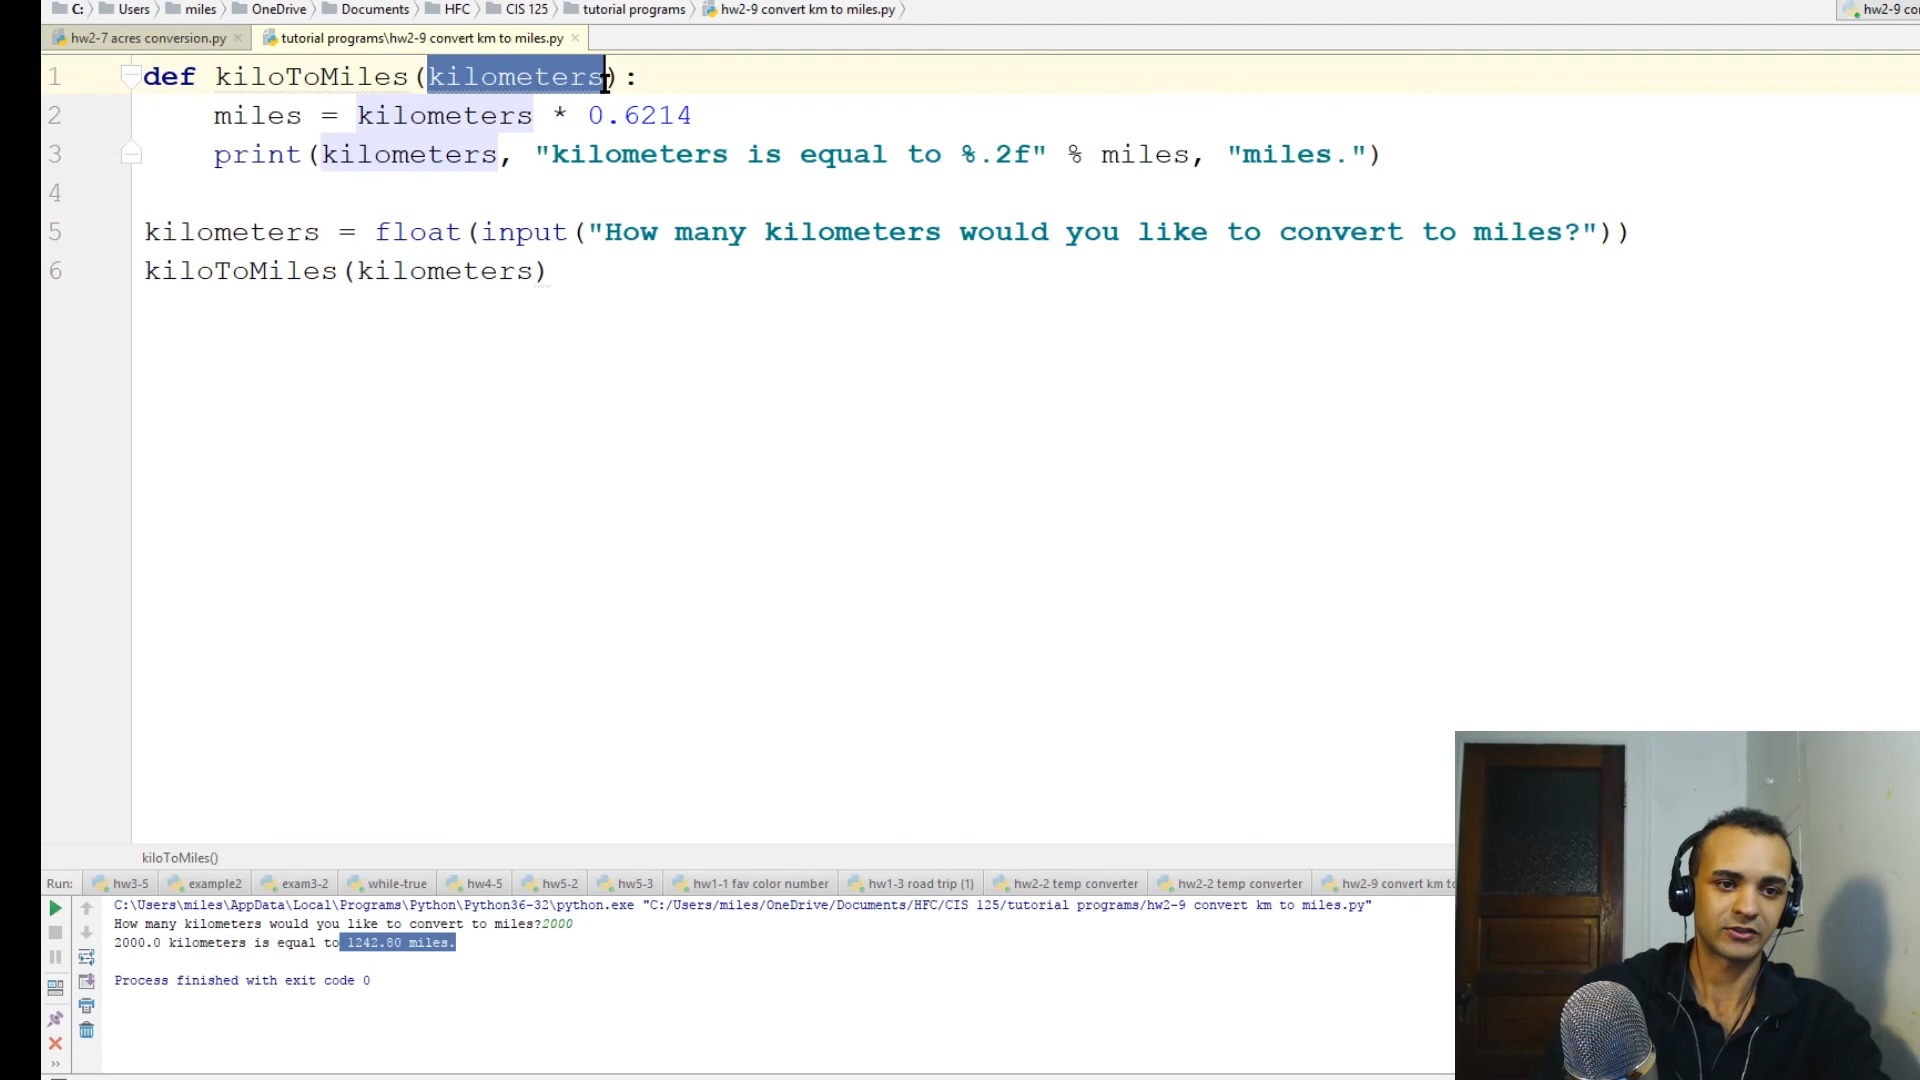 C: Users miles OneDrive Documents HFC CIS 125 tutorial programs hw2-9 convert km to miles.py hw2-9 co
hw2-7 acres conversion.py tutorial programs\hw2-9 convert km to miles.py
1 def kiloToMiles(kilometers):
2 miles = kilometers * 0.6214
3 print(kilometers, "kilometers is equal to %.2f" % miles, "miles.")
4
5 kilometers = float(input("How many kilometers would you like to convert to miles?"))
6 kiloToMiles(kilometers)
kiloToMiles()
Run: hw3-5 example2 exam3-2 while-true hw4-5 hw5-2 hw5-3 hw1-1 fav color number hw1-3 road trip (1) hw2-2 temp converter hw2-2 temp converter hw2-9 convert km to
C:\Users\miles\AppData\Local\Programs\Python\Python36-32\python.exe "C:/Users/miles/OneDrive/Documents/HFC/CIS 125/tutorial programs/hw2-9 convert km to miles.py"
How many kilometers would you like to convert to miles?2000
2000.0 kilometers is equal to 1242.80 miles.
Process finished with exit code 0